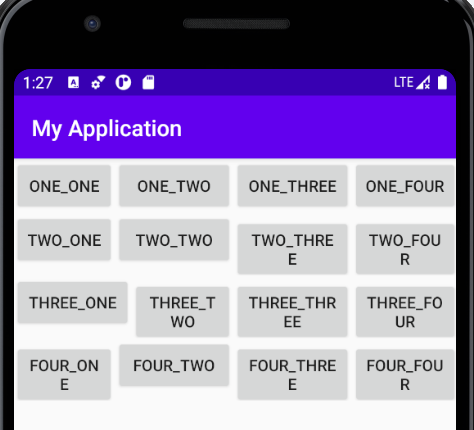 1:27 LTE
My Application
ONE_ONE ONE_TWO ONE_THREE ONE_FOUR
TWO_ONE TWO_TWO TWO_THRE
E TWO_FOU
R
THREE_ONE THREE_T
WO THREE_THR
EE THREE_FO
UR
FOUR_ON
E FOUR_TWO FOUR_THRE
E FOUR_FOU
R